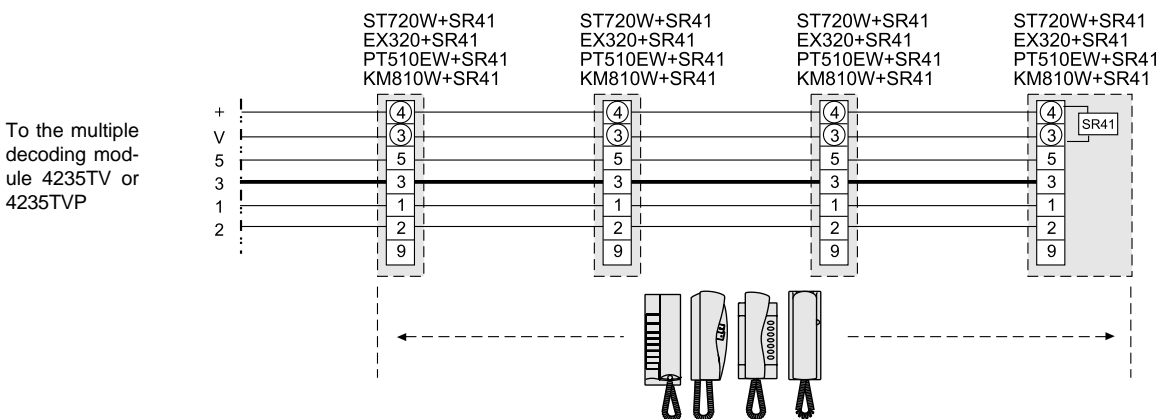 ST720W+SR41
EX320+SR41
PT510EW+SR41
KM810W+SR41
ST720W+SR41
EX320+SR41
PT510EW+SR41
KM810W+SR41
ST720W+SR41
EX320+SR41
PT510EW+SR41
KM810W+SR41
ST720W+SR41
EX320+SR41
PT510EW+SR41
KM810W+SR41
To the multiple
decoding mod-
ule 4235TV or
4235TVP
+
V
5
3
1
2
4
3
5
3
1
2
9
4
3
5
3
1
2
9
4
3
5
3
1
2
9
4
3
5
3
1
2
9
SR41